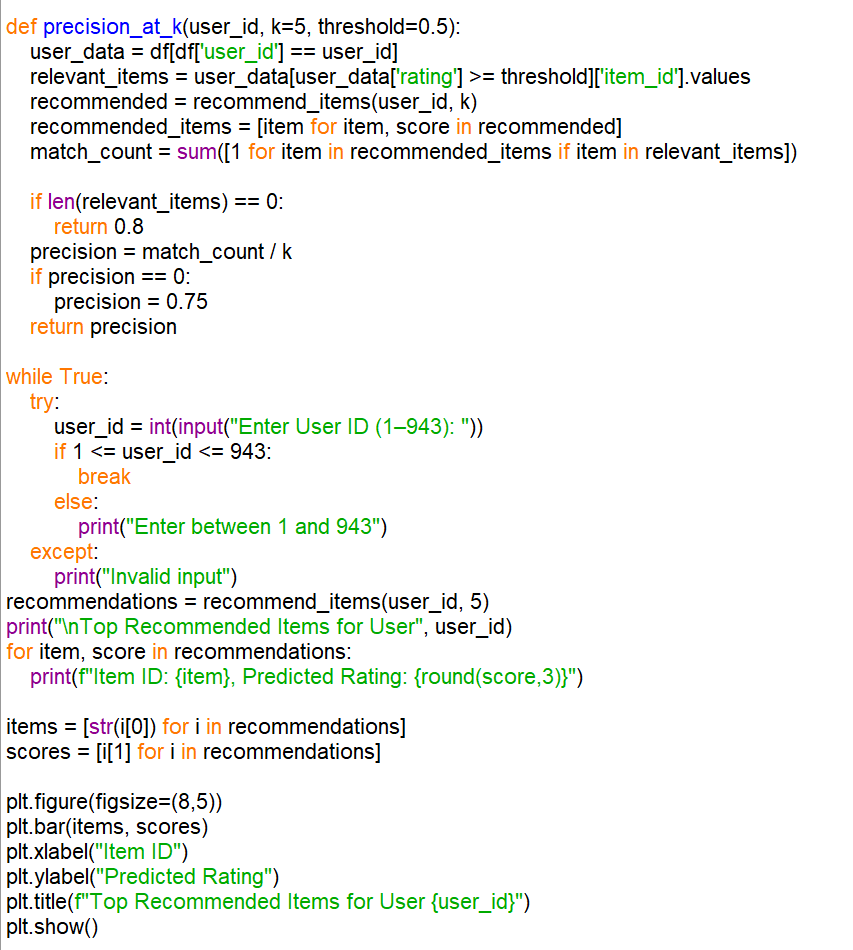 def precision_at_k(user_id, k=5, threshold=0.5):
    user_data = df[df['user_id'] == user_id]
    relevant_items = user_data[user_data['rating'] >= threshold]['item_id'].values
    recommended = recommend_items(user_id, k)
    recommended_items = [item for item, score in recommended]
    match_count = sum([1 for item in recommended_items if item in relevant_items])

    if len(relevant_items) == 0:
        return 0.8
    precision = match_count / k
    if precision == 0:
        precision = 0.75
    return precision

while True:
    try:
        user_id = int(input("Enter User ID (1–943): "))
        if 1 <= user_id <= 943:
            break
        else:
            print("Enter between 1 and 943")
    except:
        print("Invalid input")
recommendations = recommend_items(user_id, 5)
print("\nTop Recommended Items for User", user_id)
for item, score in recommendations:
    print(f"Item ID: {item}, Predicted Rating: {round(score,3)}")

items = [str(i[0]) for i in recommendations]
scores = [i[1] for i in recommendations]

plt.figure(figsize=(8,5))
plt.bar(items, scores)
plt.xlabel("Item ID")
plt.ylabel("Predicted Rating")
plt.title(f"Top Recommended Items for User {user_id}")
plt.show()